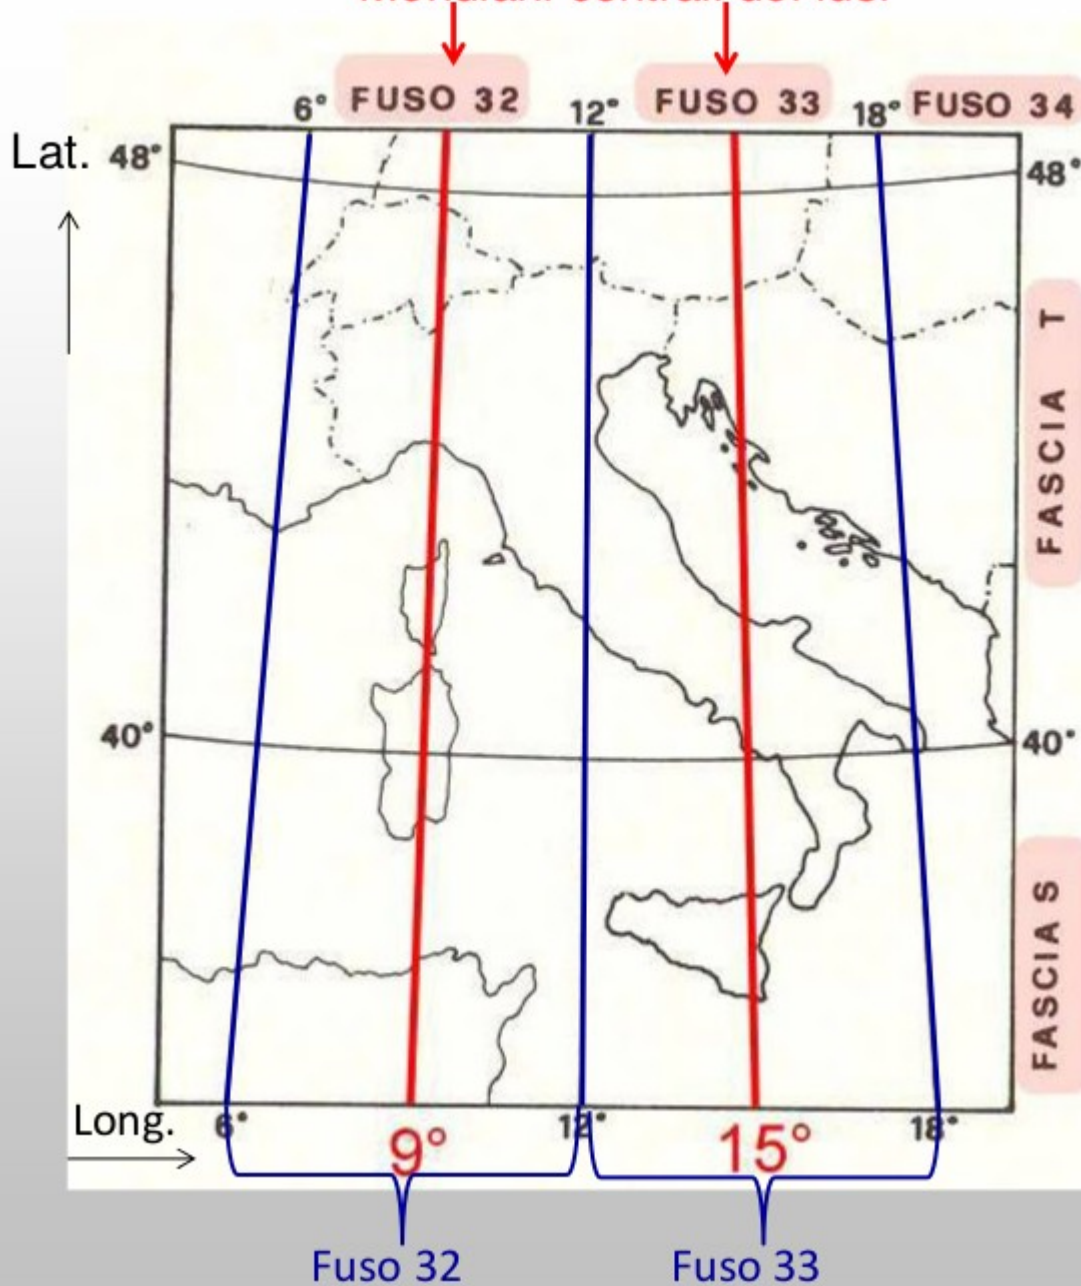 6° FUSO 32 12° FUSO 33 18° FUSO 34
Lat. 48° 48°
FASCIA T
40° 40°
FASCIA S
Long. 6° 9° 12° 15° 18°
Fuso 32 Fuso 33